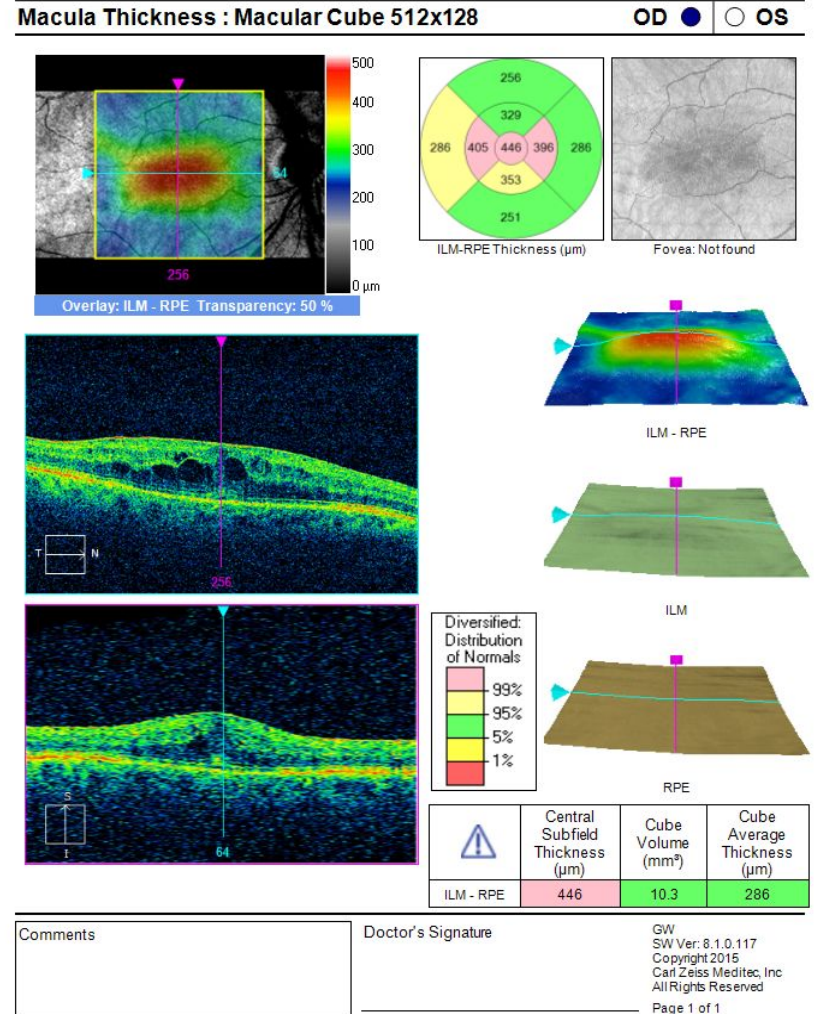 Macula Thickness : Macular Cube 512x128
OD OS
500
400
300
200
100
0 µm
64
256
Overlay: ILM - RPE Transparency: 50 %
256
329
286 405 446 396 286
353
251
ILM-RPE Thickness (µm)
Fovea: Not found
ILM - RPE
T N
256
ILM
S
I
64
Diversified:
Distribution
of Normals
99%
95%
5%
1%
RPE
Central
Subfield
Thickness
(µm)
Cube
Volume
(mm³)
Cube
Average
Thickness
(µm)
ILM - RPE 446 10.3 286
Comments
Doctor's Signature
GW
SW Ver: 8.1.0.117
Copyright 2015
Carl Zeiss Meditec, Inc
All Rights Reserved
Page 1 of 1